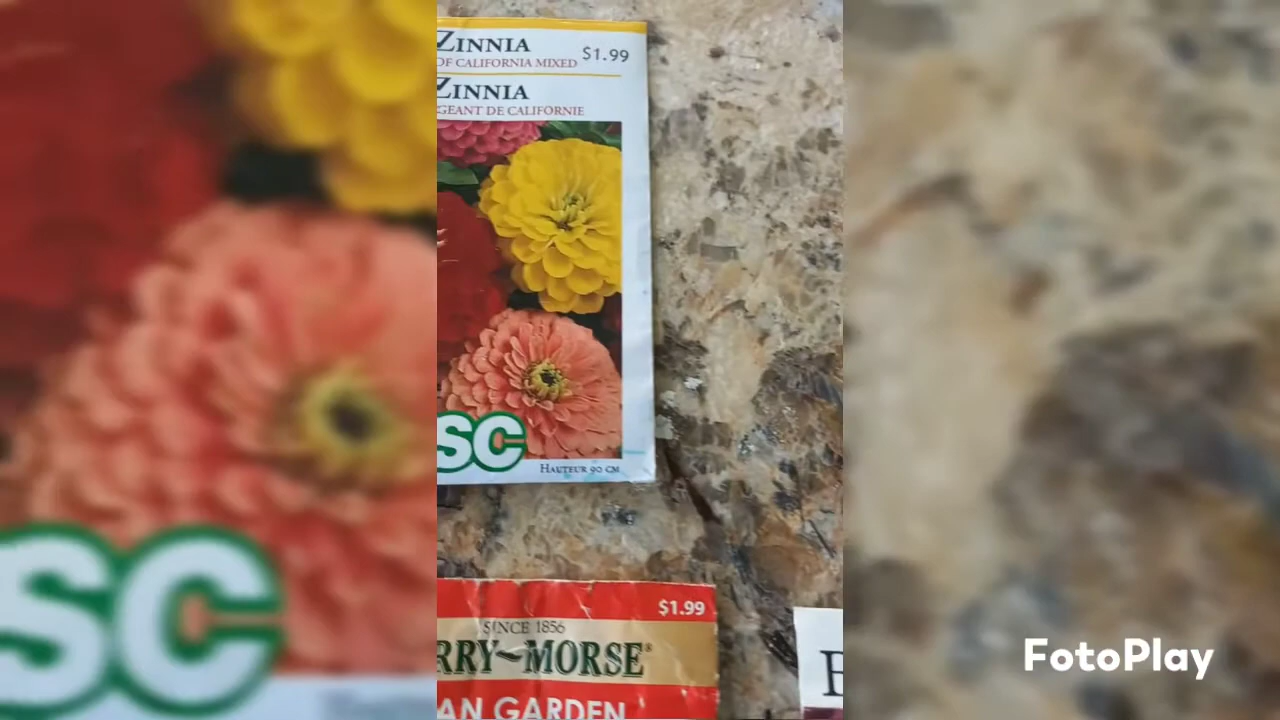 ZINNIA
OF CALIFORNIA MIXED
$1.99
ZINNIA
GEANT DE CALIFORNIE
SC
HAUTEUR 90 CM
$1.99
SINCE 1856
RRY~MORSE®
AN GARDEN
E
SC
FotoPlay